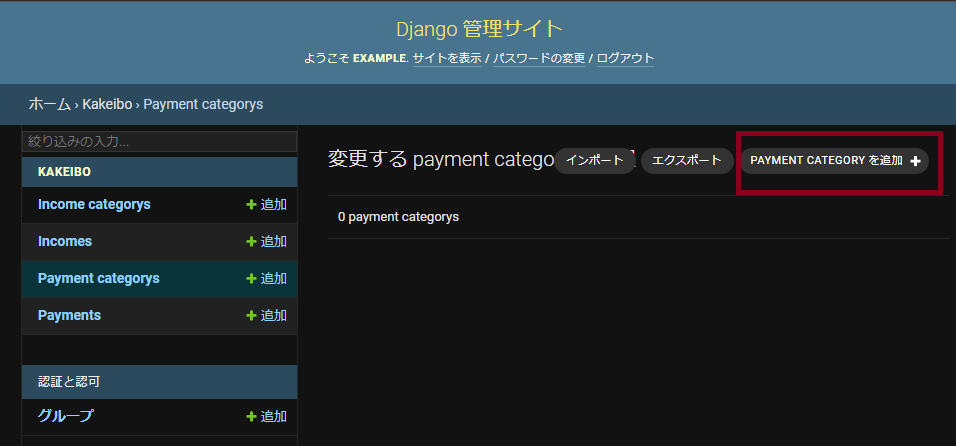 Django 管理サイト
ようこそ EXAMPLE. サイトを表示 / パスワードの変更 / ログアウト
ホーム › Kakeibo › Payment categorys
絞り込みの入力...
KAKEIBO
Income categorys + 追加
Incomes + 追加
Payment categorys + 追加
Payments + 追加
認証と認可
グループ + 追加
変更する payment catego
インポート エクスポート PAYMENT CATEGORY を追加 +
0 payment categorys